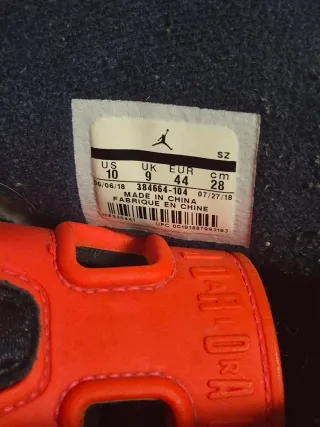 SZ
US UK EUR cm
10 9 44 28
06/06/18 384664-104 07/27/18
MADE IN CHINA
FABRIQUE EN CHINE